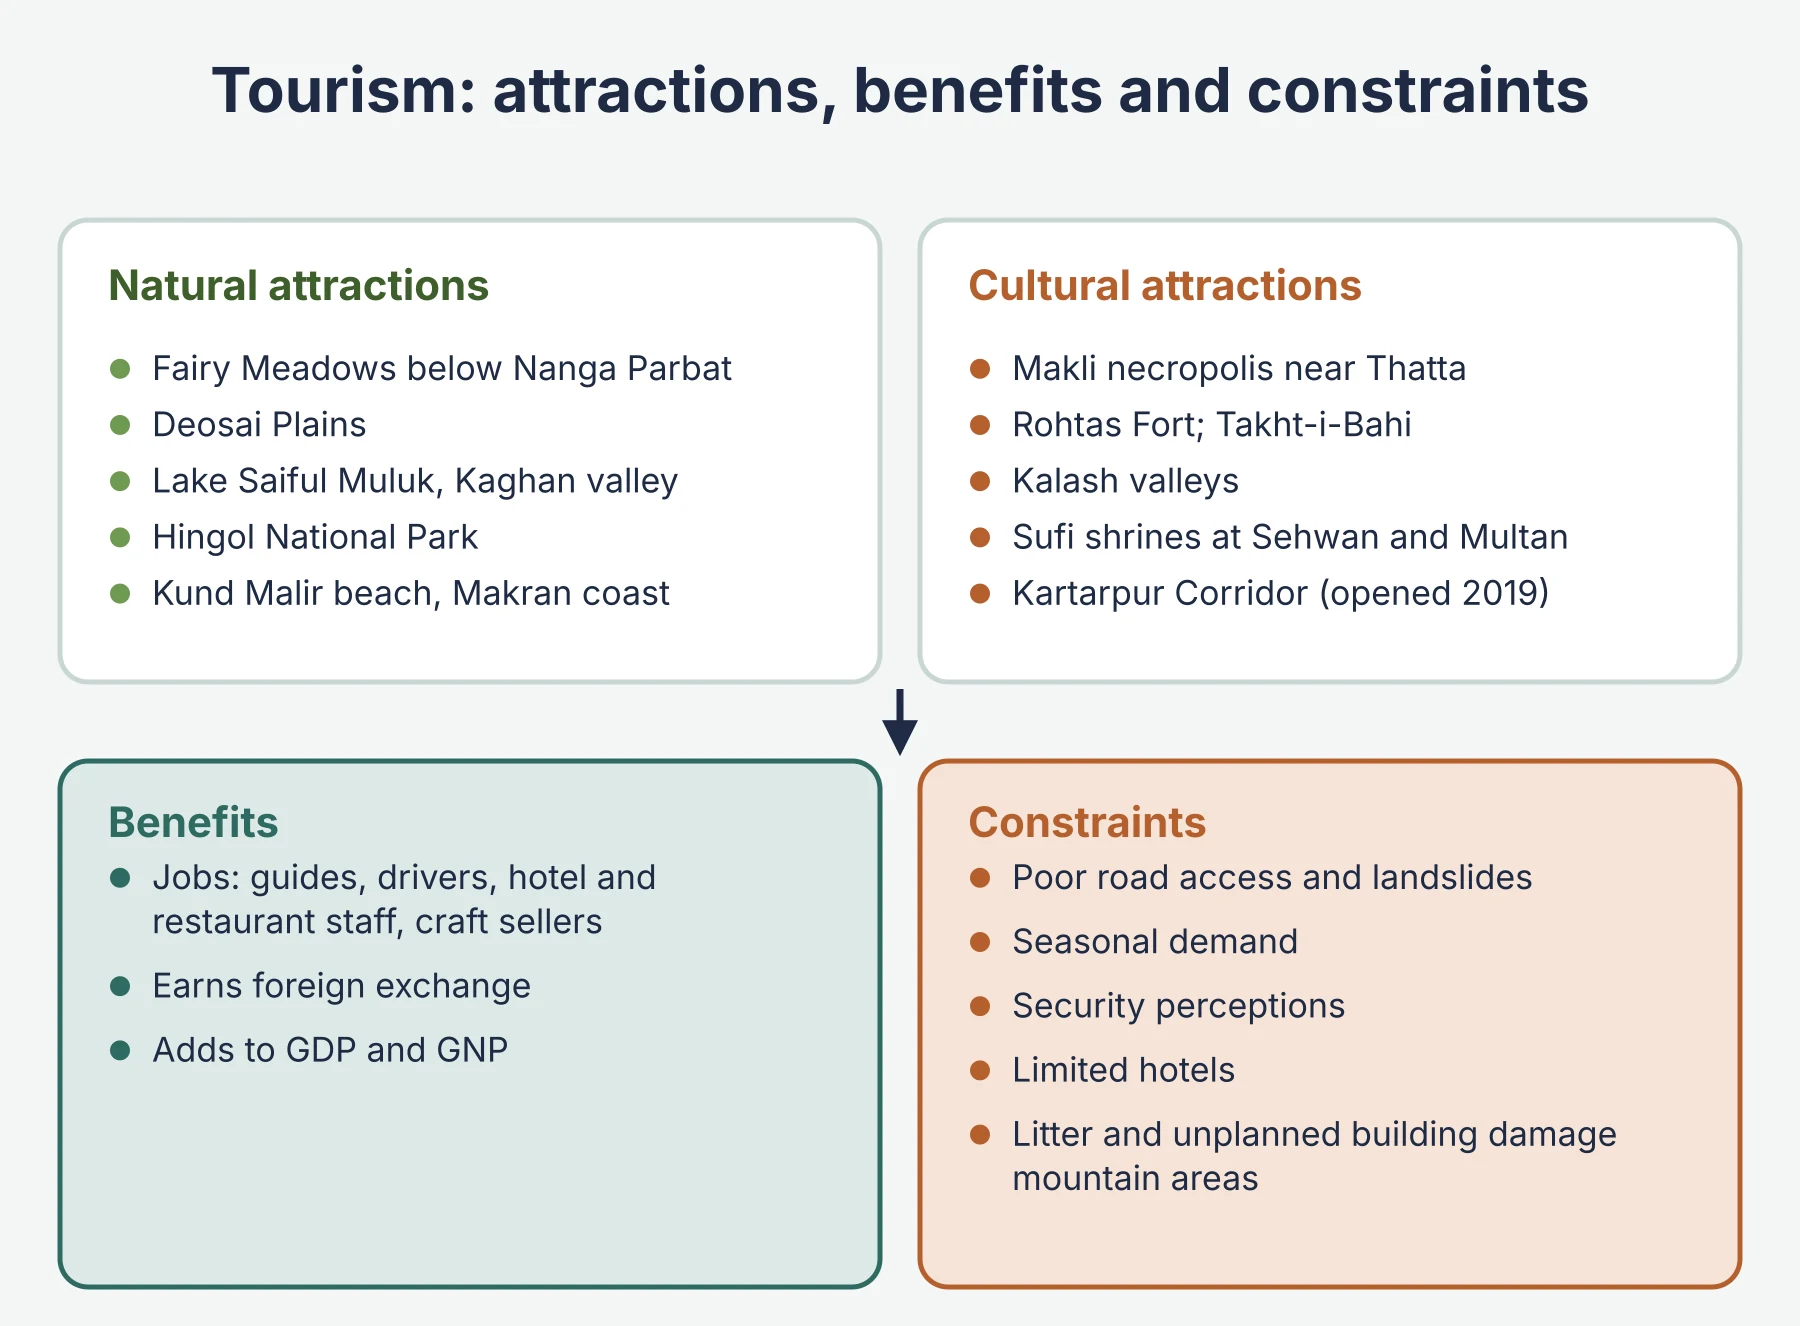 Tourism: attractions, benefits and constraints
Natural attractions
Fairy Meadows below Nanga Parbat
Deosai Plains
Lake Saiful Muluk, Kaghan valley
Hingol National Park
Kund Malir beach, Makran coast
Cultural attractions
Makli necropolis near Thatta
Rohtas Fort; Takht-i-Bahi
Kalash valleys
Sufi shrines at Sehwan and Multan
Kartarpur Corridor (opened 2019)
Benefits
Jobs: guides, drivers, hotel and
restaurant staff, craft sellers
Earns foreign exchange
Adds to GDP and GNP
Constraints
Poor road access and landslides
Seasonal demand
Security perceptions
Limited hotels
Litter and unplanned building damage
mountain areas